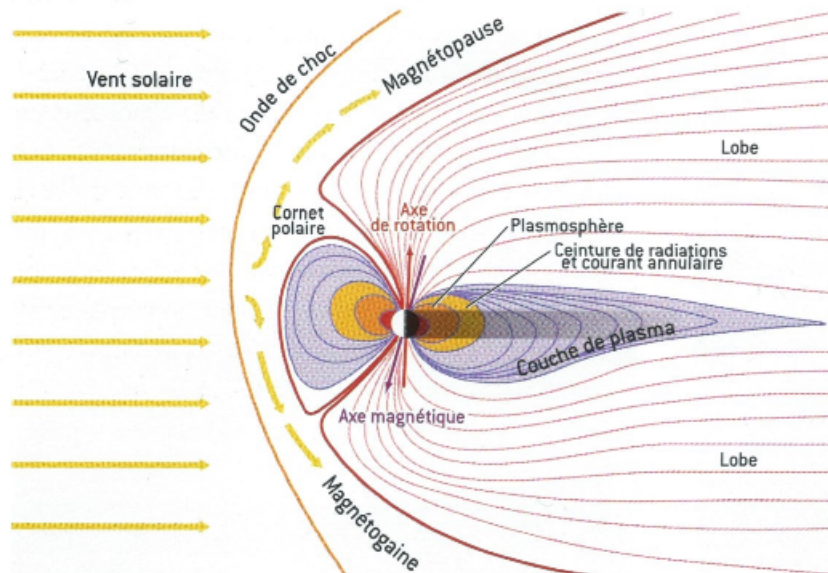 Vent solaire
Onde de choc
Magnétopause
Lobe
Cornet
polaire
Axe
de rotation
Plasmosphère
Ceinture de radiations
et courant annulaire
Couche de plasma
Axe magnétique
Lobe
Magnétogaine